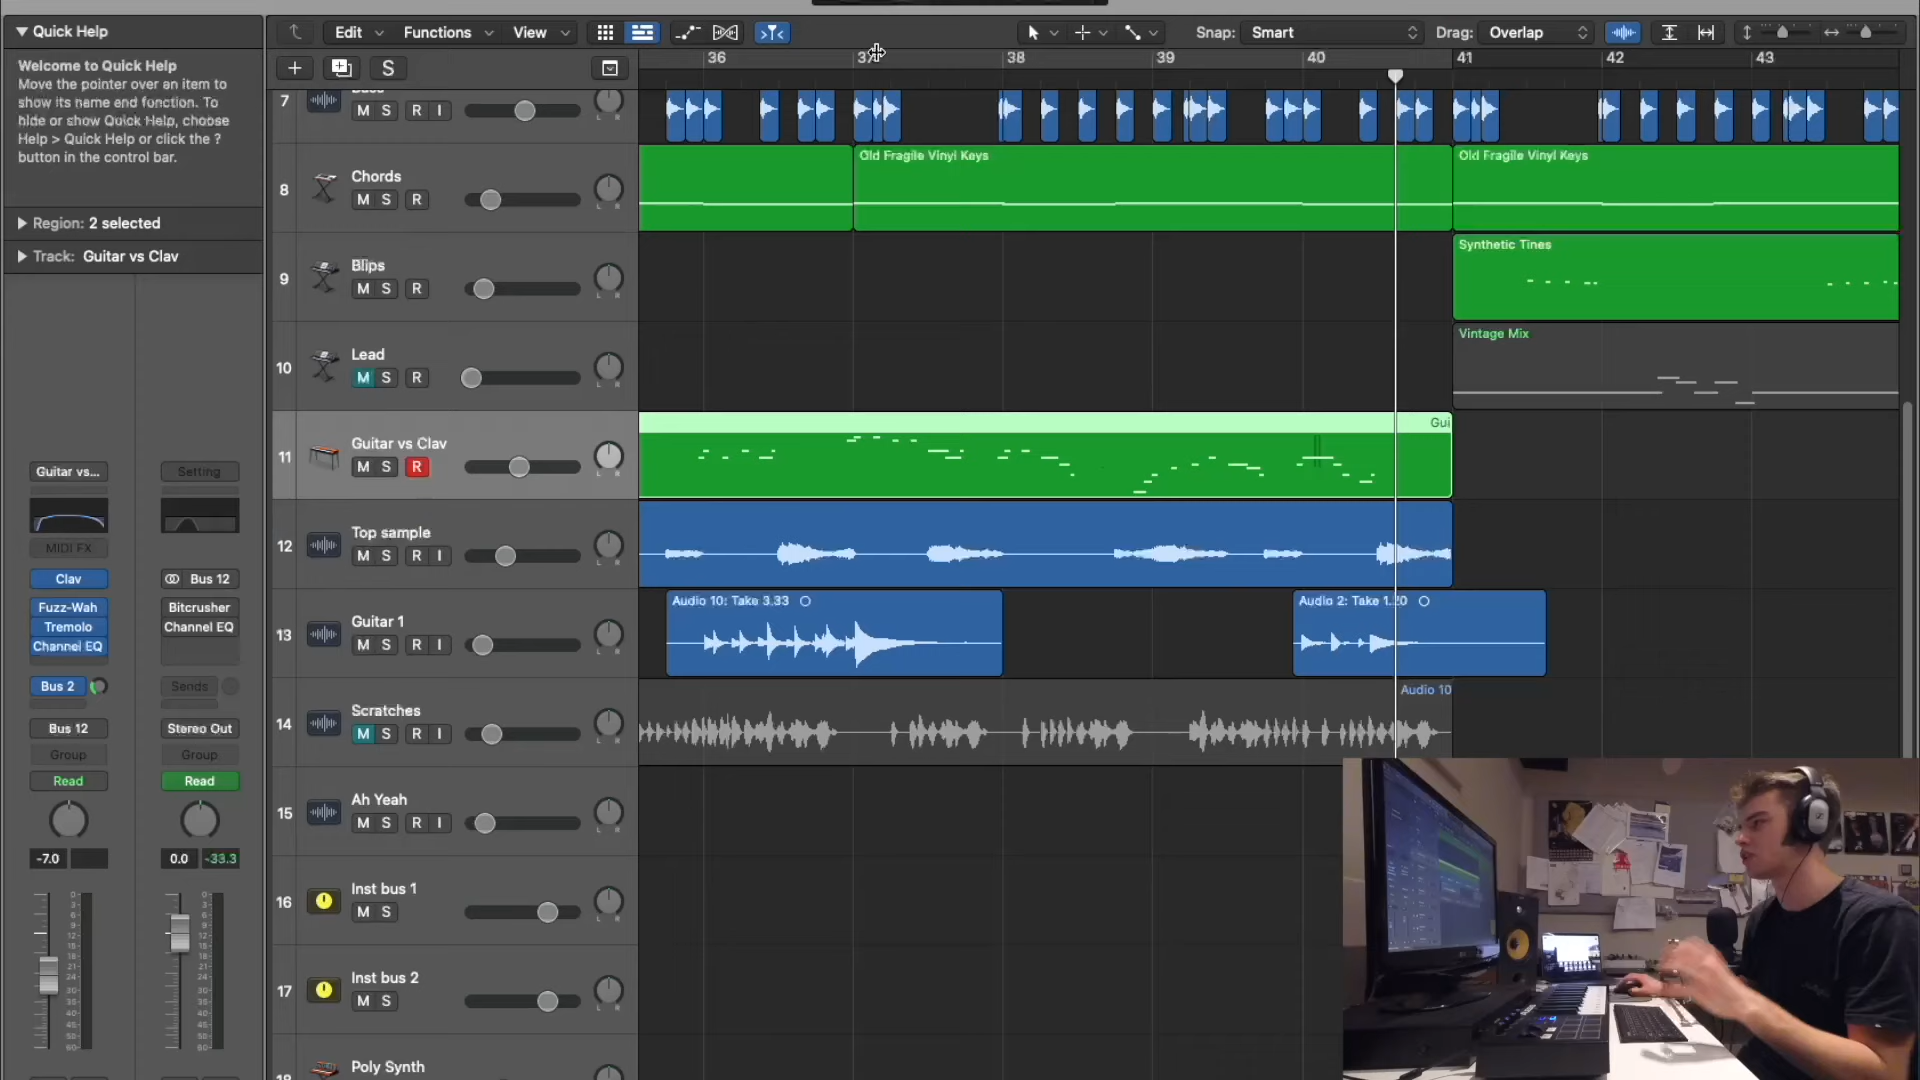 Quick Help
Welcome to Quick Help
Move the pointer over an item to
show its name end function. To
hide or show Quick Help, choose
Help > Quick Help or click the ?
button in the control bar.
Region: 2 selected
Track: Guitar vs Clav
Edit Functions View
Snap: Smart Drag: Overlap
S
36 37 38 39 40 41 42 43
7 M S R I
8 Chords M S R
Old Fragile Vinyl Keys Old Fragile Vinyl Keys
9 Blips M S R
Synthetic Tines
10 Lead M S R
Vintage Mix
11 Guitar vs Clav M S R
Gui
12 Top sample M S R I
13 Guitar 1 M S R I
Audio 10: Take 3.33
Audio 2: Take 1.20
14 Scratches M S R I
Audio 10
15 Ah Yeah M S R I
16 Inst bus 1 M S
17 Inst bus 2 M S
Poly Synth
Guitar vs... Setting
MIDI FX
Clav Bus 12
Fuzz-Wah Bitcrusher
Tremolo Channel EQ
Channel EQ
Bus 2 Sends
Bus 12 Stereo Out
Group Group
Read Read
-7.0 0.0 -33.3